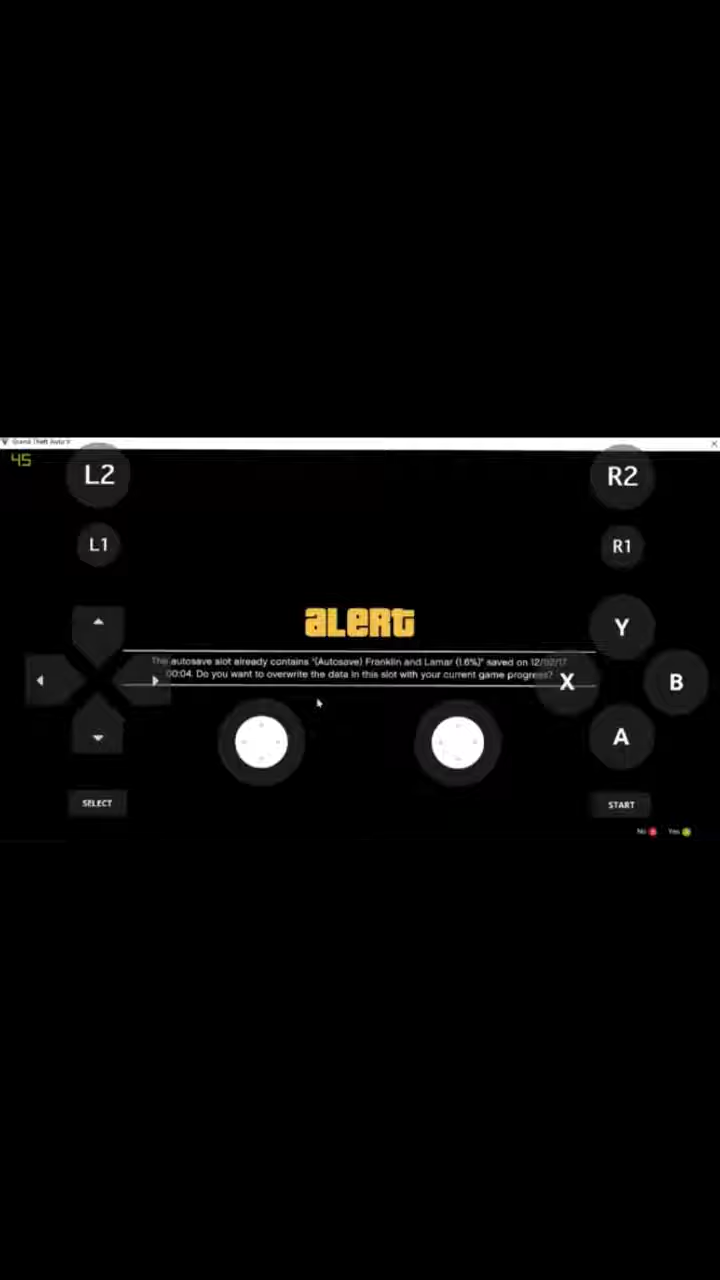 Grand Theft Auto V
45
L2
R2
L1
R1
alert
Y
The autosave slot already contains "(Autosave) Franklin and Lamar (1.6%)" saved on 12/02/17
00:04. Do you want to overwrite the data in this slot with your current game progress?
X
B
A
SELECT
START
No Yes